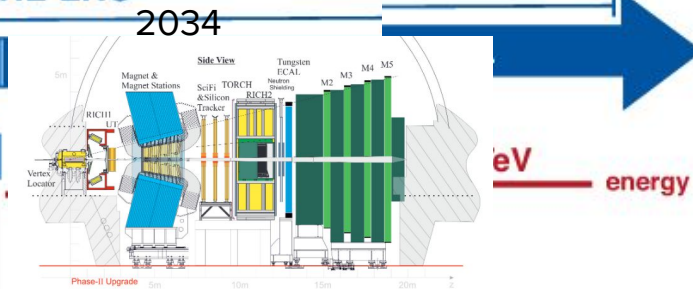 2034
Side View
5m
Magnet &
Magnet Stations
RICH1
UT
Vertex
Locator
SciFi
&Silicon
Tracker
TORCH
RICH2
Neutron
Shielding
Tungsten
ECAL
M2
M3
M4
M5
eV
energy
Phase-II Upgrade
5m
10m
15m
20m
z